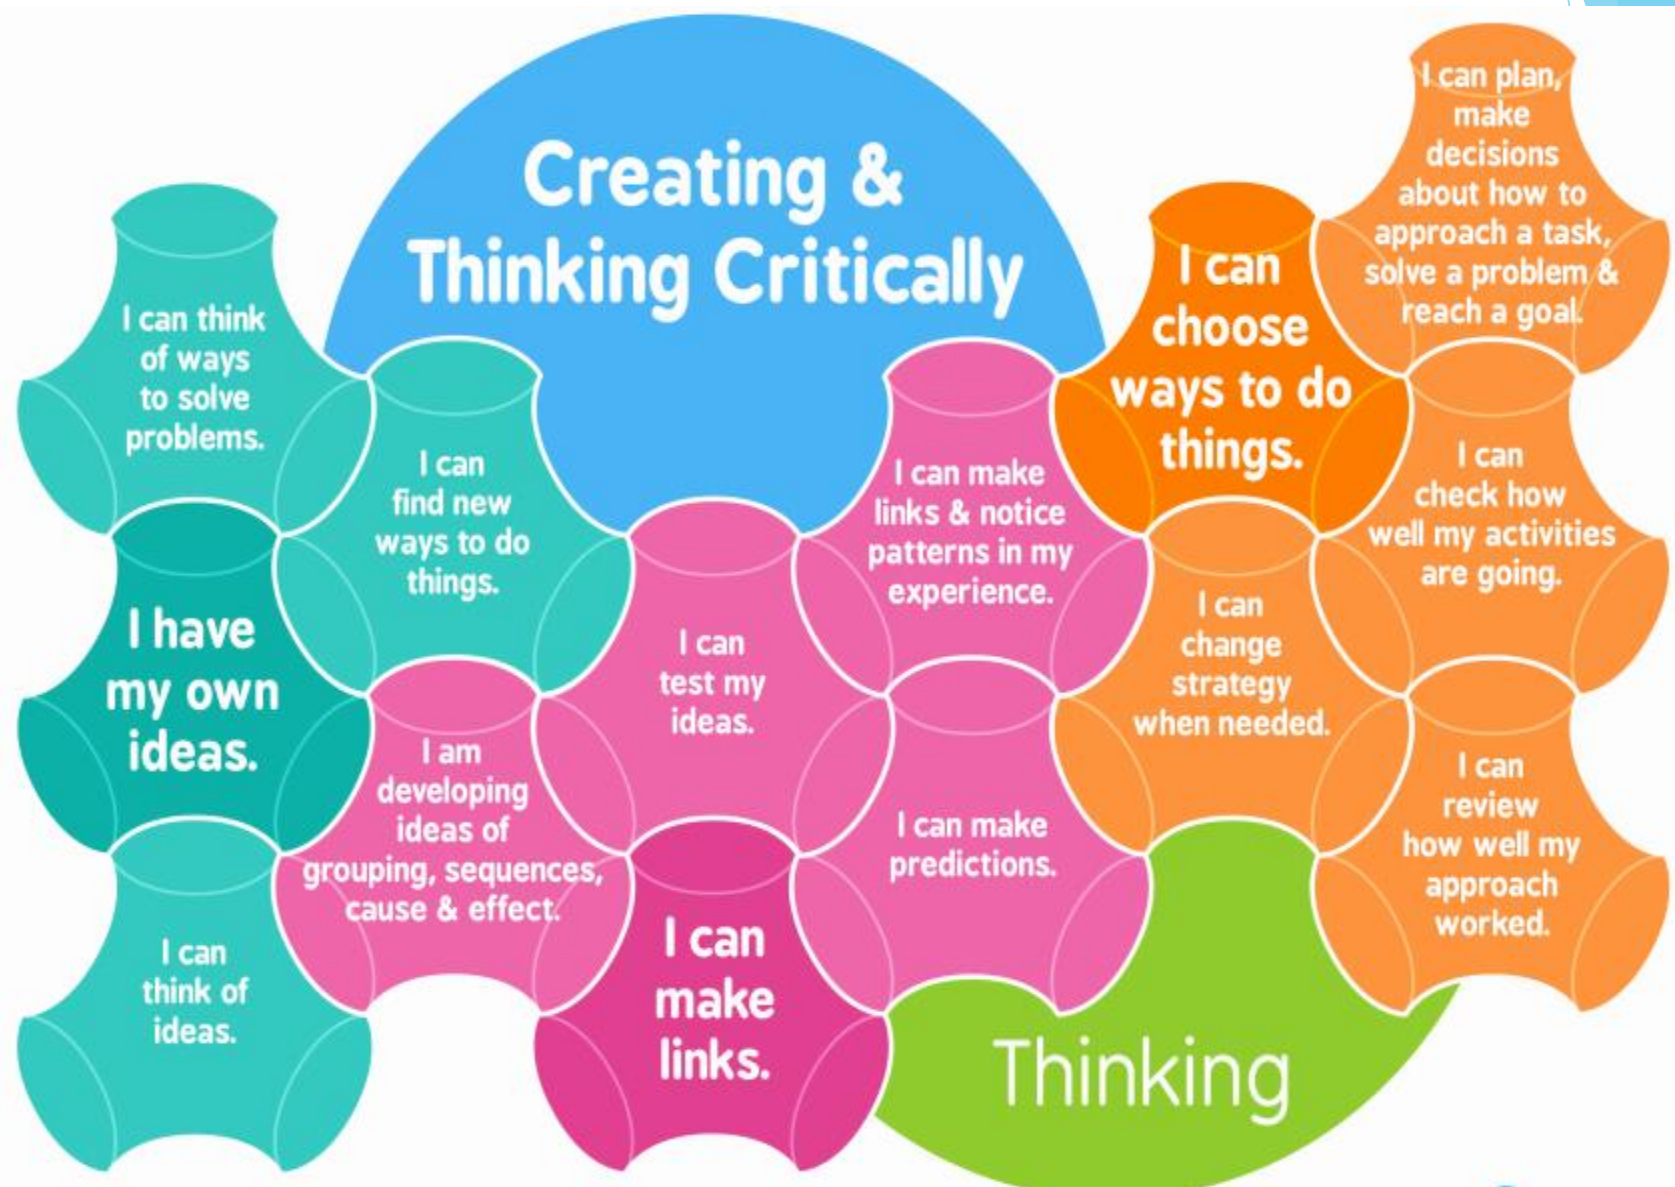 Creating &
Thinking Critically
I can think
of ways
to solve
problems.
I can
find new
ways to do
things.
I have
my own
ideas.
I can
think of
ideas.
I am
developing
ideas of
grouping, sequences,
cause & effect.
I can
test my
ideas.
I can
make
links.
I can make
links & notice
patterns in my
experience.
I can make
predictions.
I can
choose
ways to do
things.
I can plan,
make
decisions
about how to
approach a task,
solve a problem &
reach a goal.
I can
check how
well my activities
are going.
I can
change
strategy
when needed.
I can
review
how well my
approach
worked.
Thinking